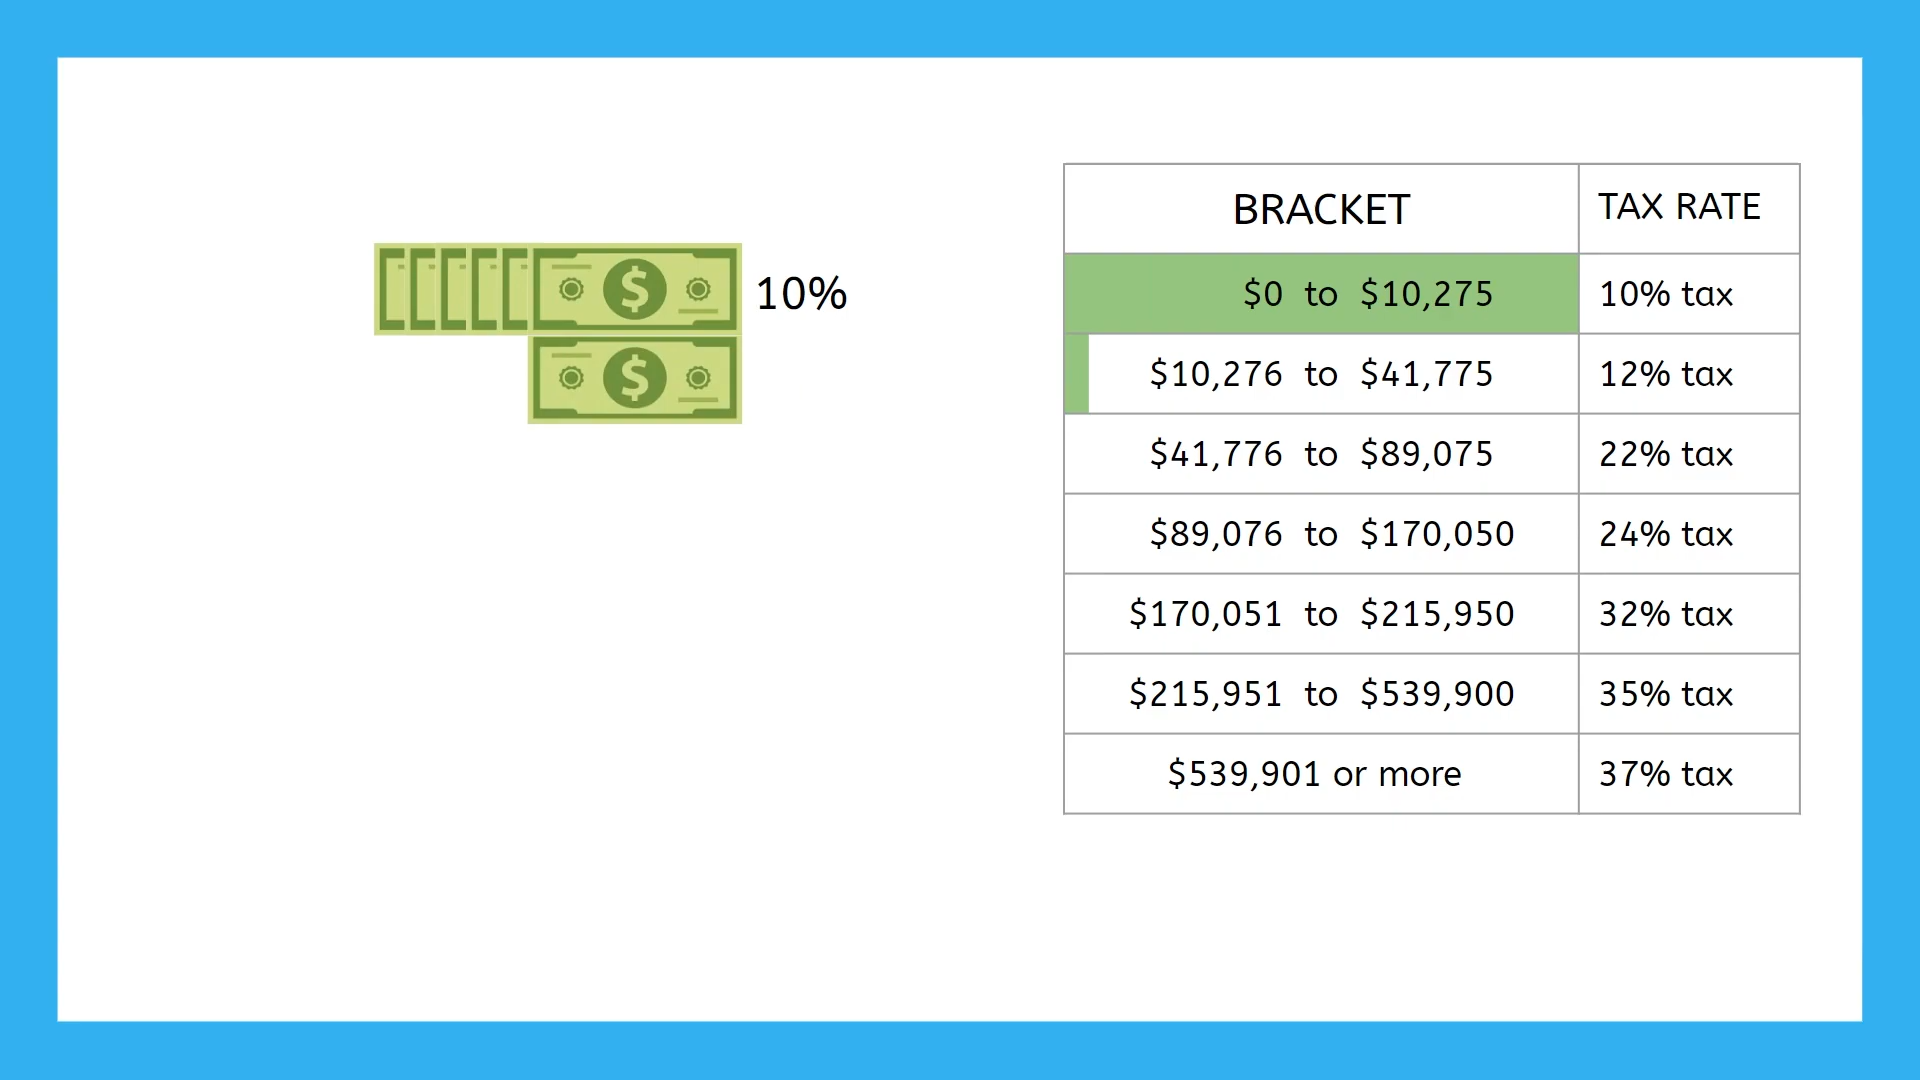 BRACKET TAX RATE
10% $0 to $10,275 10% tax
$10,276 to $41,775 12% tax
$41,776 to $89,075 22% tax
$89,076 to $170,050 24% tax
$170,051 to $215,950 32% tax
$215,951 to $539,900 35% tax
$539,901 or more 37% tax